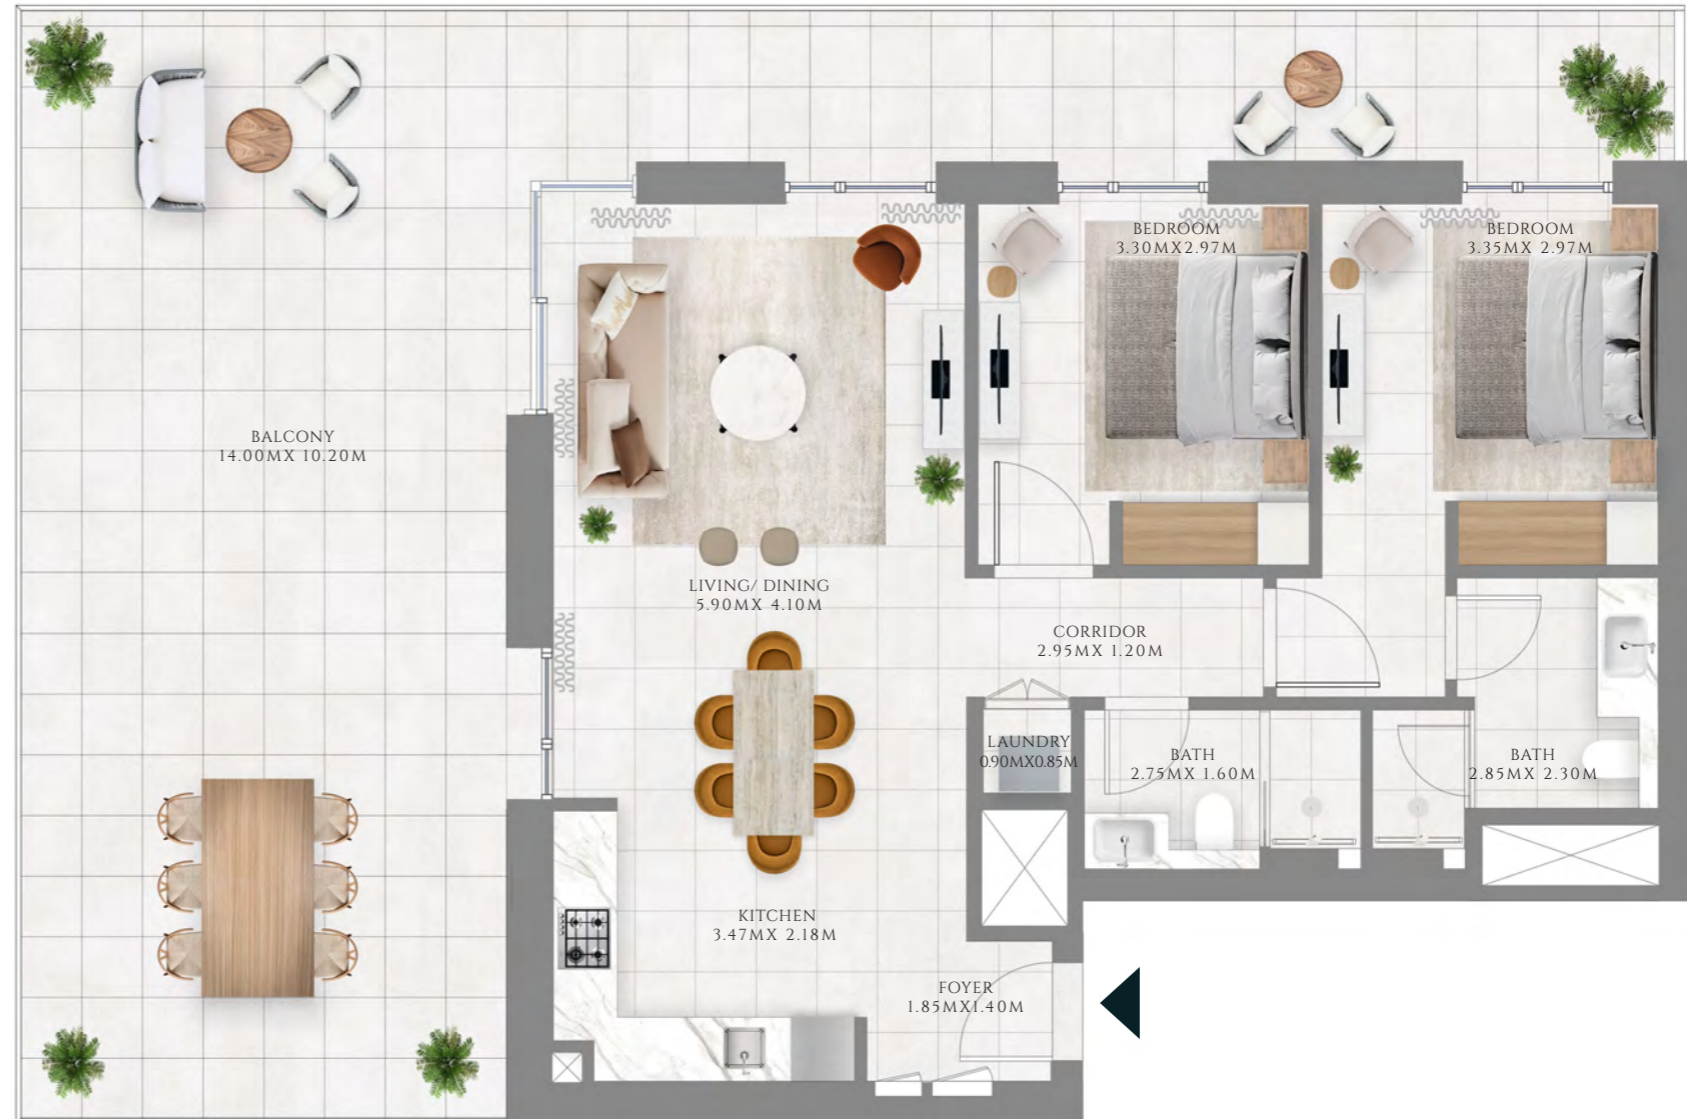 BEDROOM
3.30MX2.97M
BEDROOM
3.35MX 2.97M
BALCONY
14.00MX 10.20M
LIVING/ DINING
5.90MX 4.10M
CORRIDOR
2.95MX 1.20M
LAUNDRY
0.90MX0.85M
BATH
2.75MX 1.60M
BATH
2.85MX 2.30M
KITCHEN
3.47MX 2.18M
FOYER
1.85MX1.40M